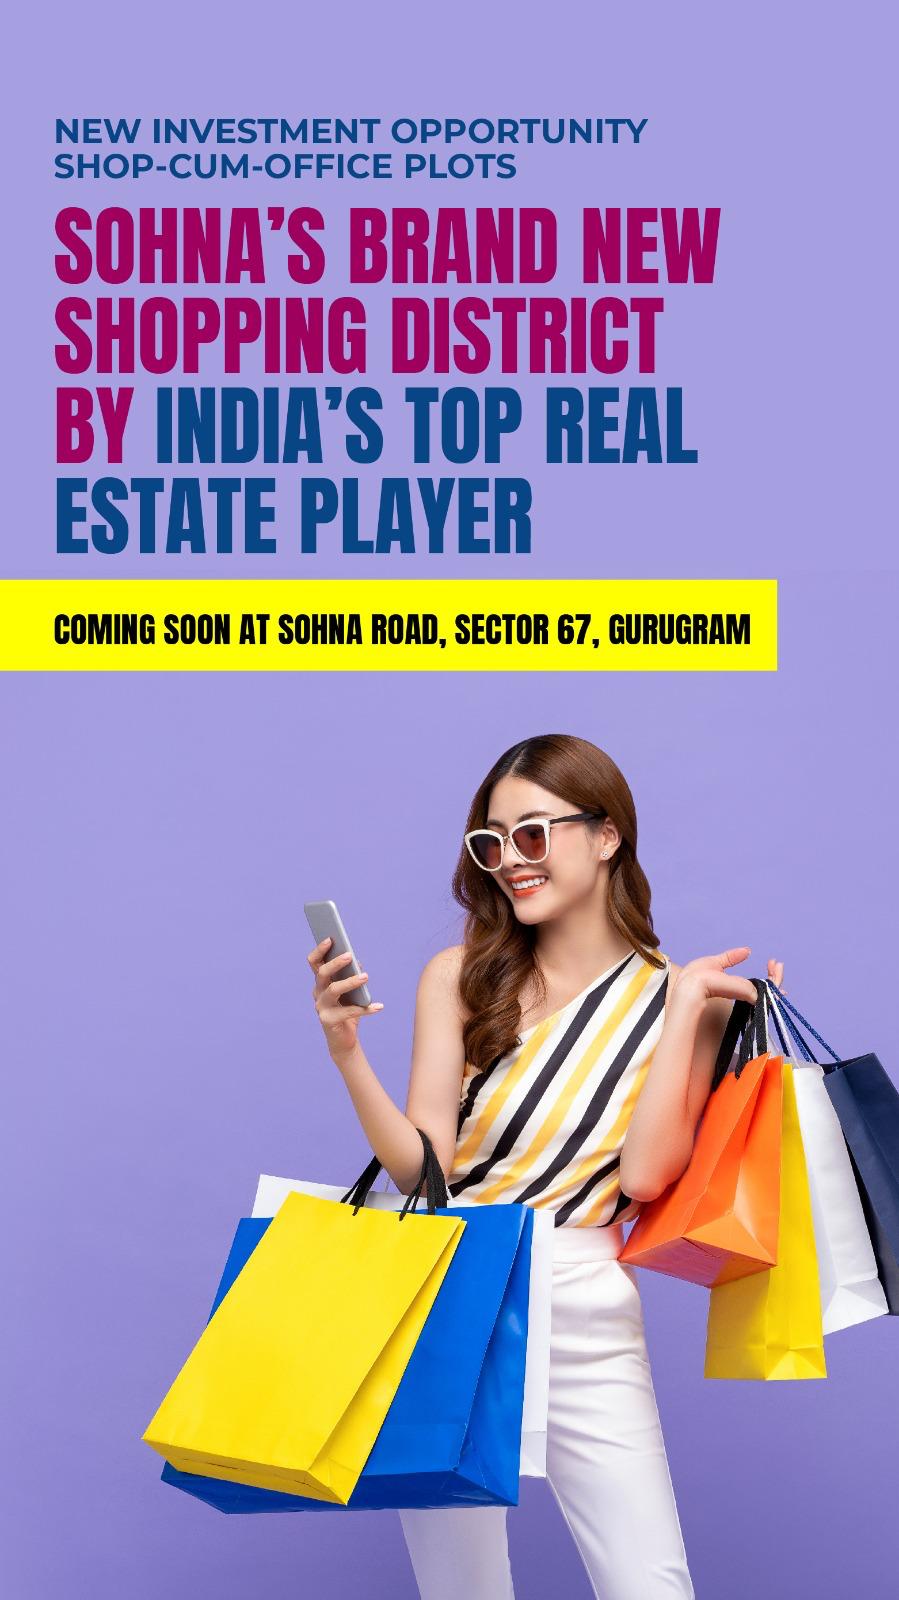 NEW INVESTMENT OPPORTUNITY
SHOP-CUM-OFFICE PLOTS
SOHNA’S BRAND NEW
SHOPPING DISTRICT
BY INDIA’S TOP REAL
ESTATE PLAYER
COMING SOON AT SOHNA ROAD, SECTOR 67, GURUGRAM